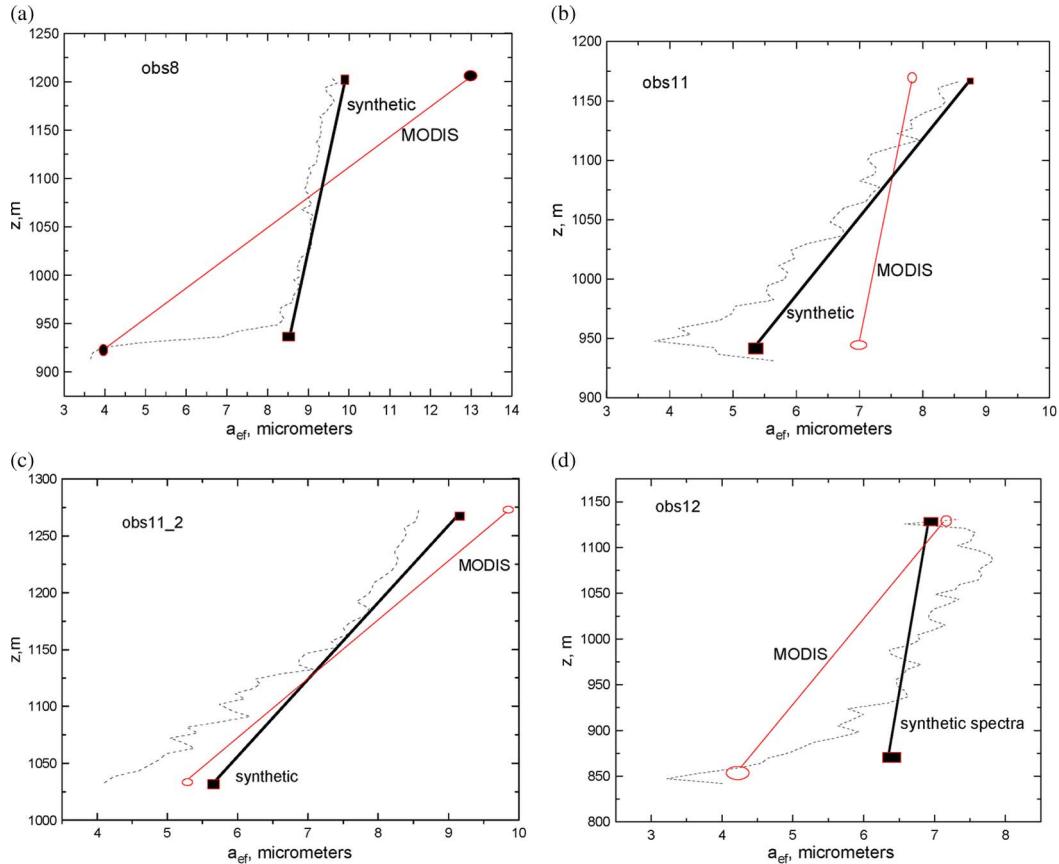 (a)
1250
1200
1150
1100
1050
1000
950
900
z,m
obs8
synthetic
MODIS
3 4 5 6 7 8 9 10 11 12 13 14
a_ef, micrometers
(b)
1200
1150
1100
1050
1000
950
900
z, m
obs11
MODIS
synthetic
3 4 5 6 7 8 9 10
a_ef, micrometers
(c)
1300
1250
1200
1150
1100
1050
1000
z,m
obs11_2
MODIS
synthetic
4 5 6 7 8 9 10
a_ef, micrometers
(d)
1150
1100
1050
1000
950
900
850
800
z, m
obs12
MODIS
synthetic spectra
3 4 5 6 7 8
a_ef, micrometers